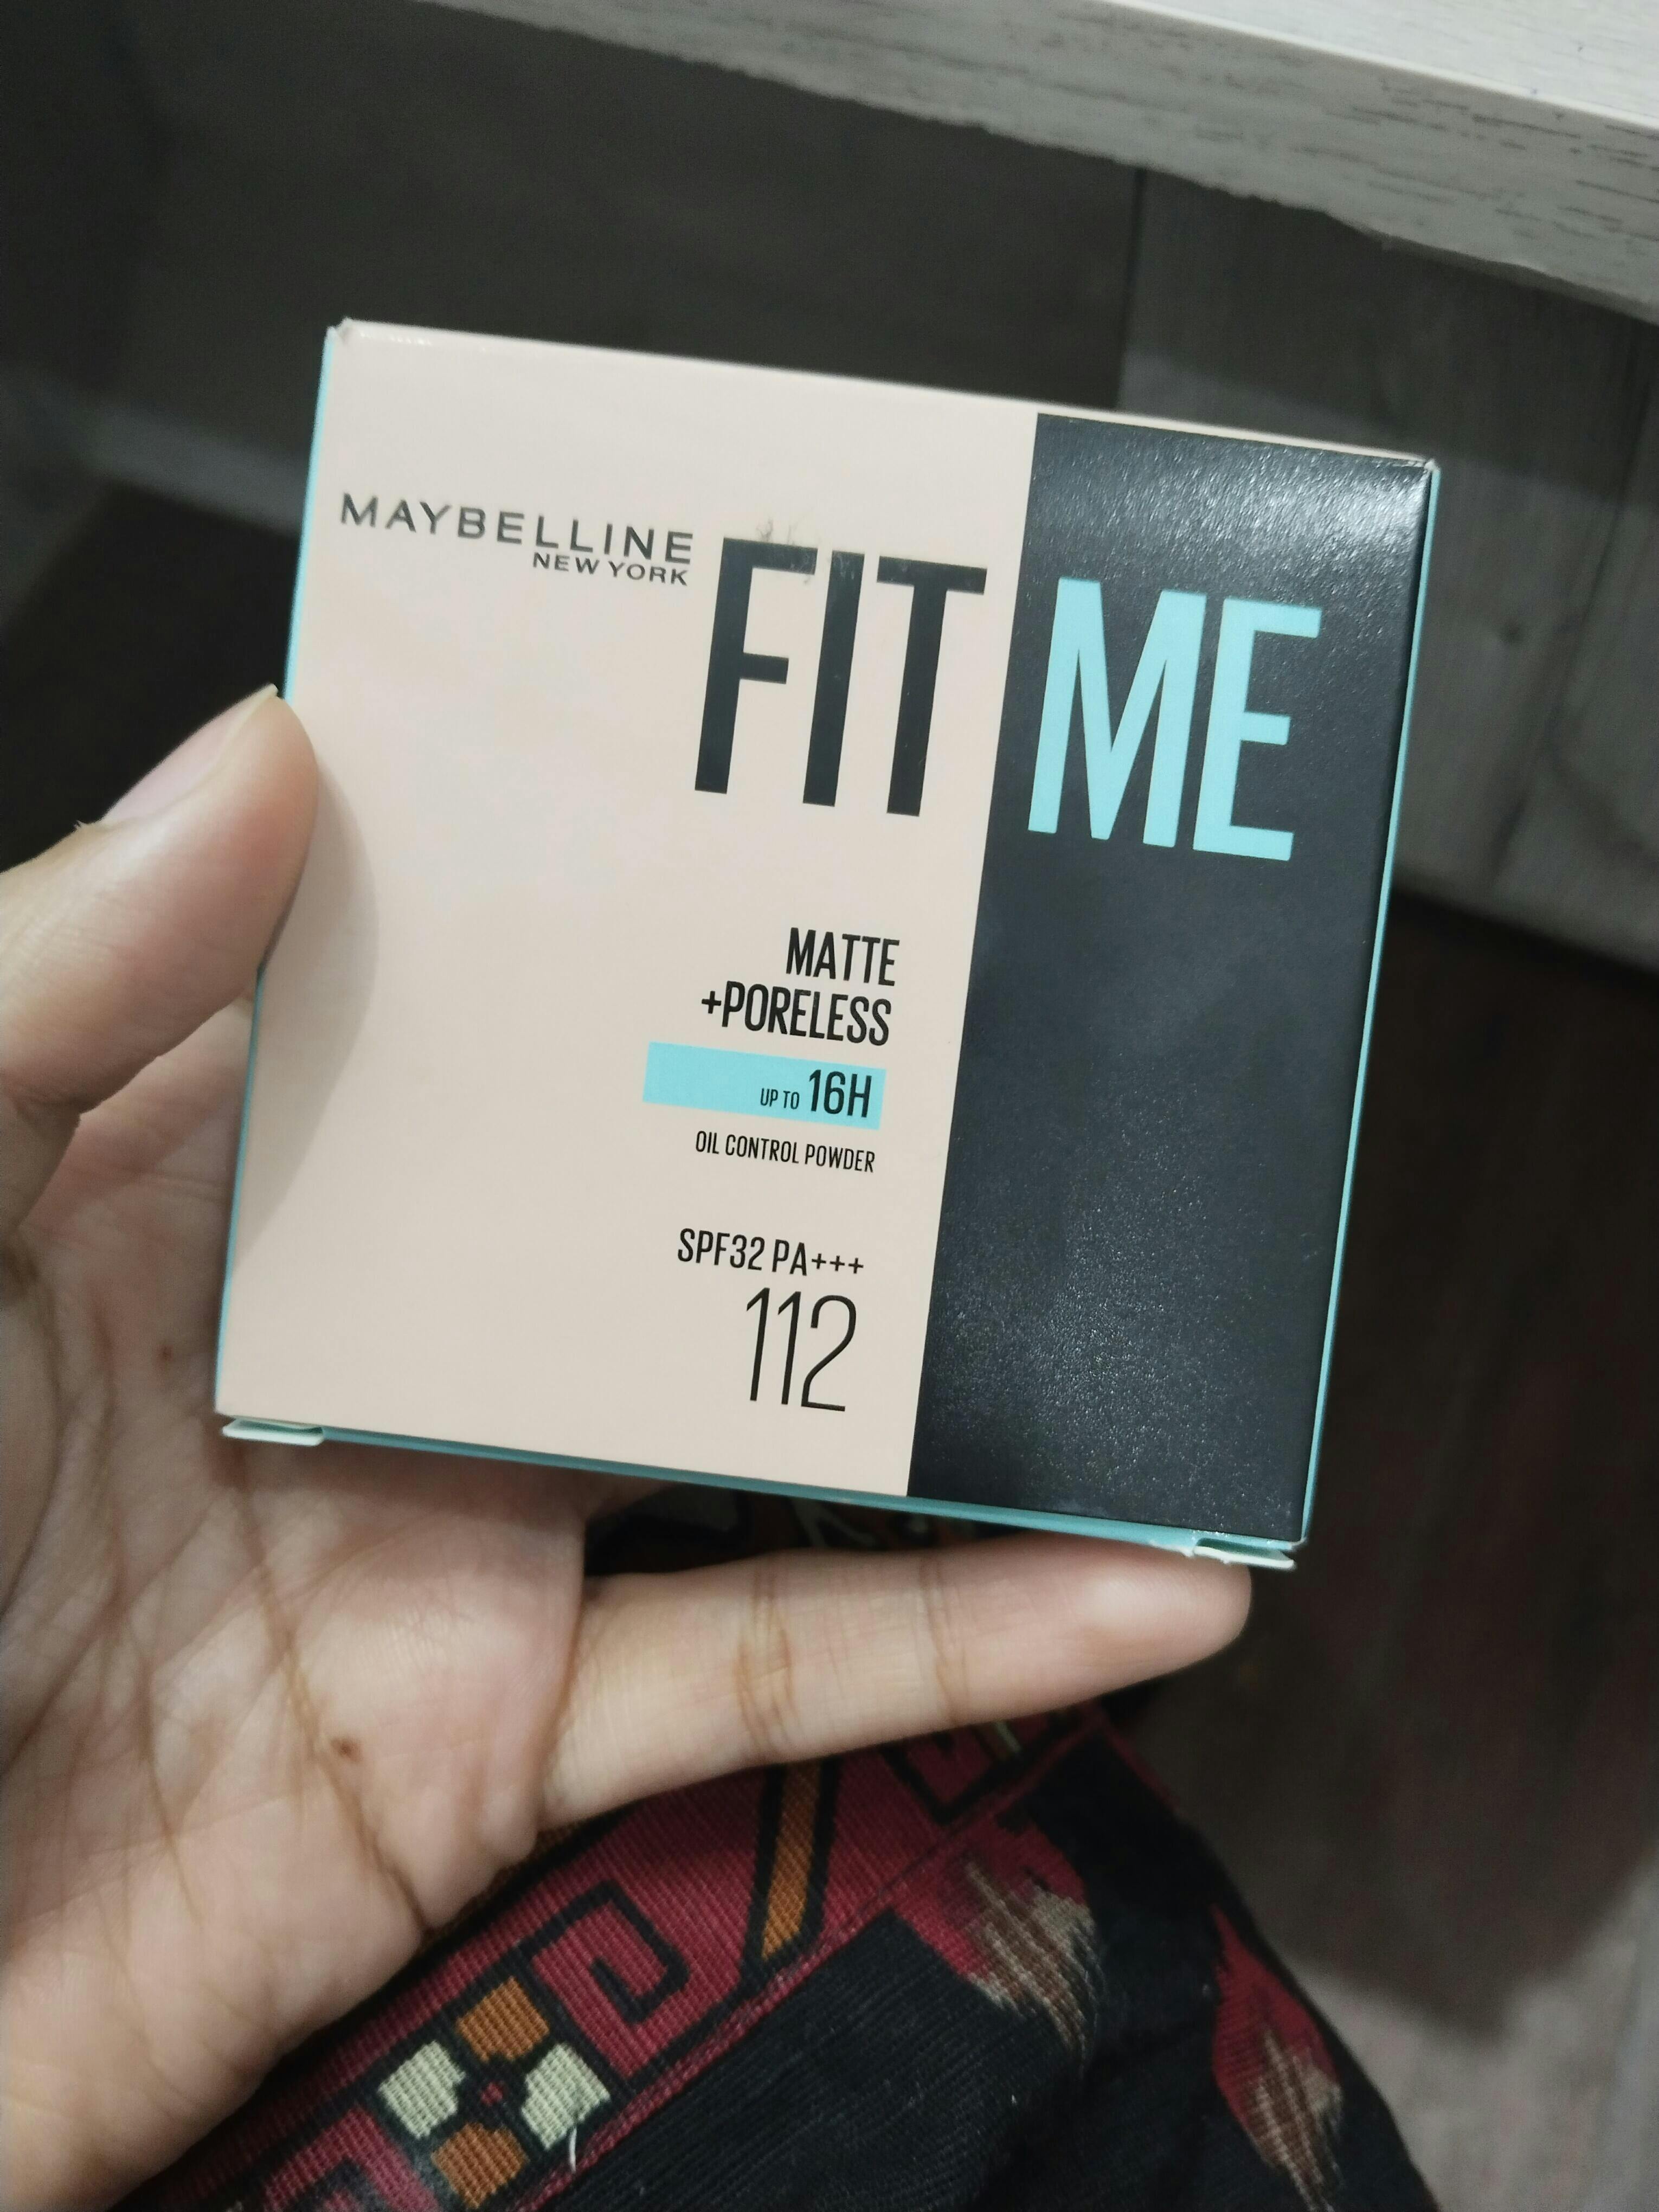 MAYBELLINE
NEW YORK
FIT ME
MATTE
+PORELESS
UP TO 16H
OIL CONTROL POWDER
SPF32 PA+++
112